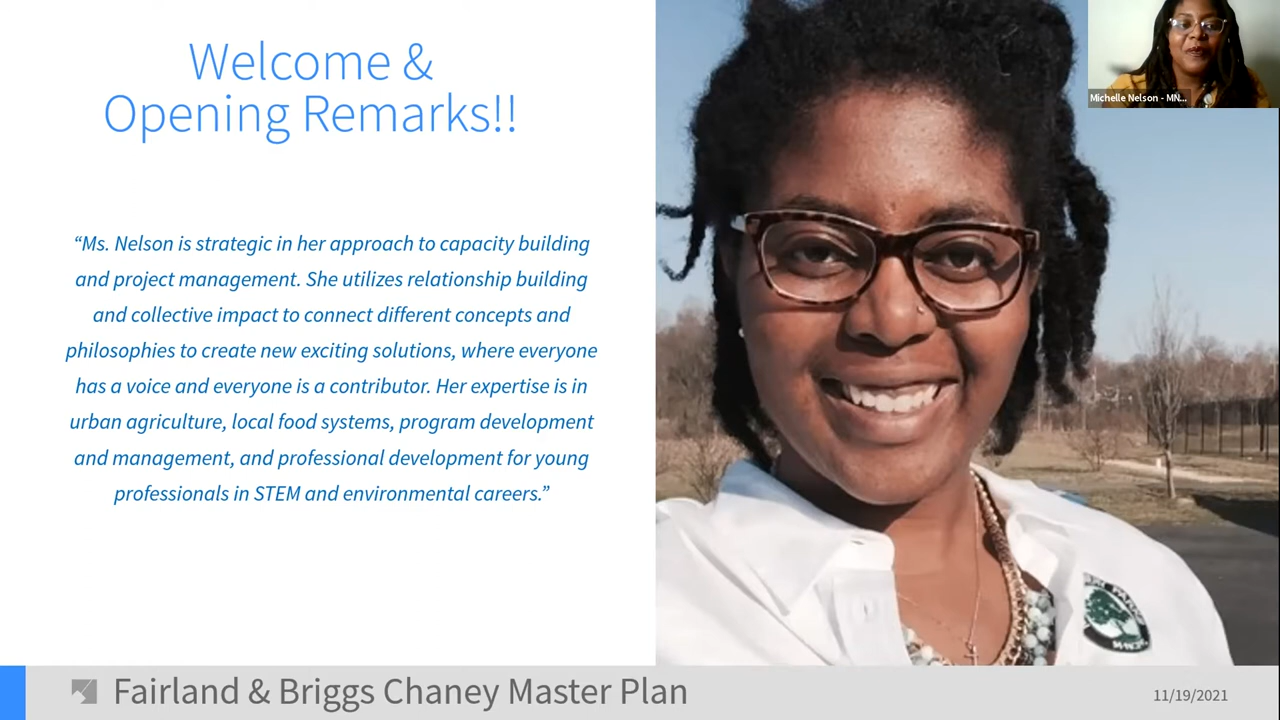 Welcome &
Opening Remarks!!
“Ms. Nelson is strategic in her approach to capacity building
and project management. She utilizes relationship building
and collective impact to connect different concepts and
philosophies to create new exciting solutions, where everyone
has a voice and everyone is a contributor. Her expertise is in
urban agriculture, local food systems, program development
and management, and professional development for young
professionals in STEM and environmental careers.”
Michelle Nelson - MN...
Fairland & Briggs Chaney Master Plan
11/19/2021